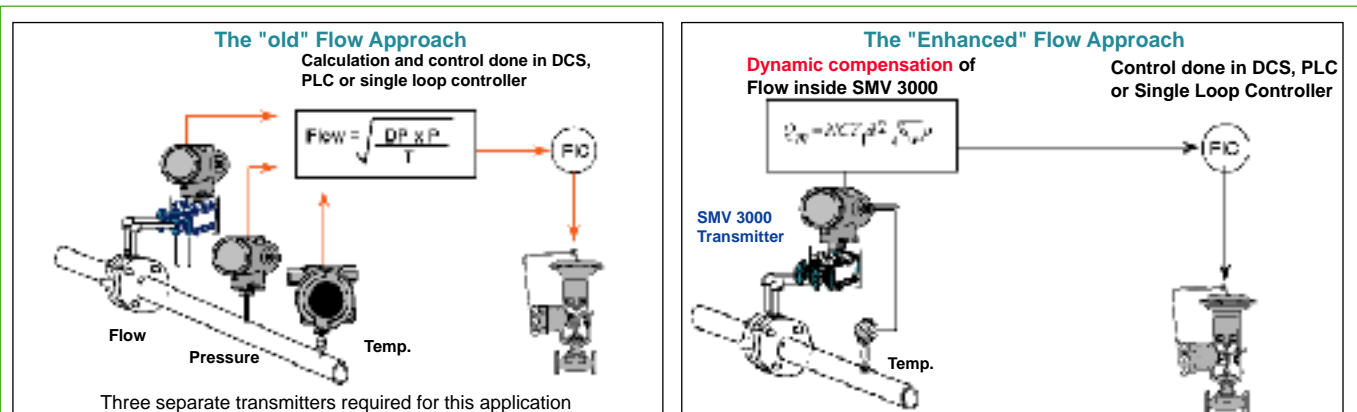 The "old" Flow Approach
Calculation and control done in DCS,
PLC or single loop controller
Flow = √ DP x P
T
FIC
Flow
Pressure
Temp.
Three separate transmitters required for this application
The "Enhanced" Flow Approach
Dynamic compensation of
Flow inside SMV 3000
Control done in DCS, PLC
or Single Loop Controller
FIC
SMV 3000
Transmitter
Temp.